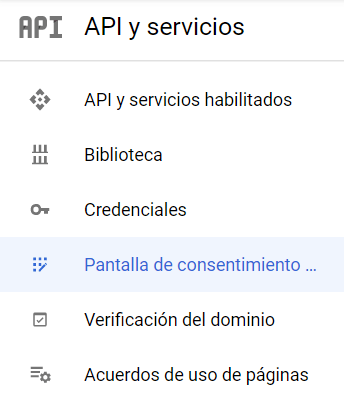 API API y servicios
API y servicios habilitados
Biblioteca
Credenciales
Pantalla de consentimiento ...
Verificación del dominio
Acuerdos de uso de páginas